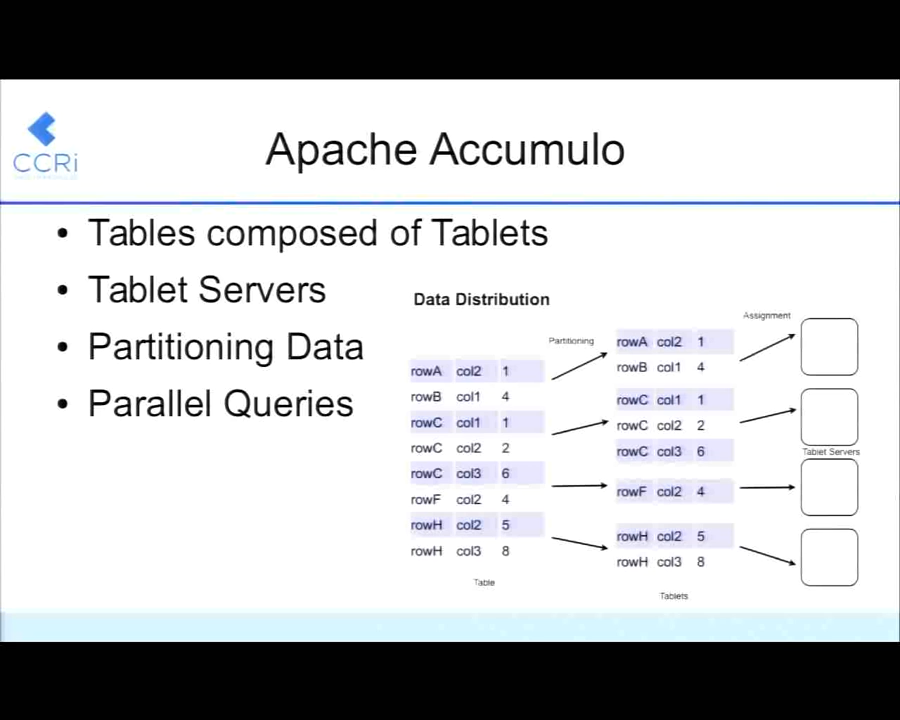 CCRi
Apache Accumulo
• Tables composed of Tablets
• Tablet Servers
• Partitioning Data
• Parallel Queries
Data Distribution
Partitioning
Assignment
rowA col2 1
rowB col1 4
rowC col1 1
rowC col2 2
rowC col3 6
rowF col2 4
rowH col2 5
rowH col3 8
Table
rowA col2 1
rowB col1 4
rowC col1 1
rowC col2 2
rowC col3 6
rowF col2 4
rowH col2 5
rowH col3 8
Tablets
Tablet Servers